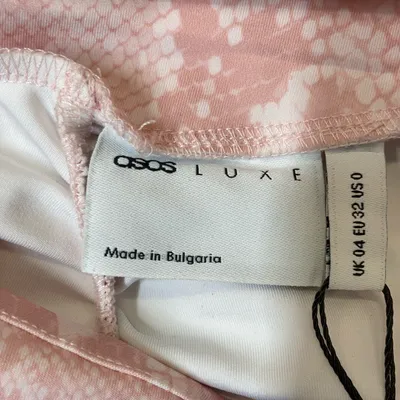 asos LUXE
Made in Bulgaria
UK 04 EU 32 US 0